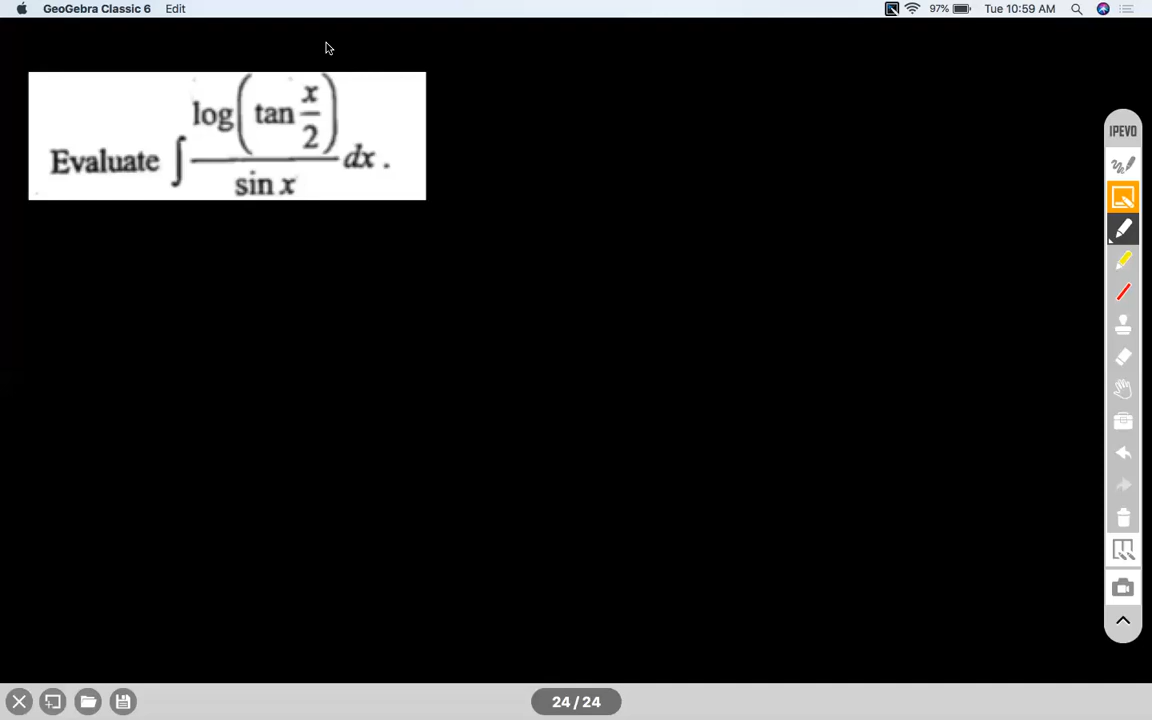 GeoGebra Classic 6 Edit 97% Tue 10:59 AM
Evaluate ∫ log(tan x/2) / sin x dx .
IPEVO
24 / 24